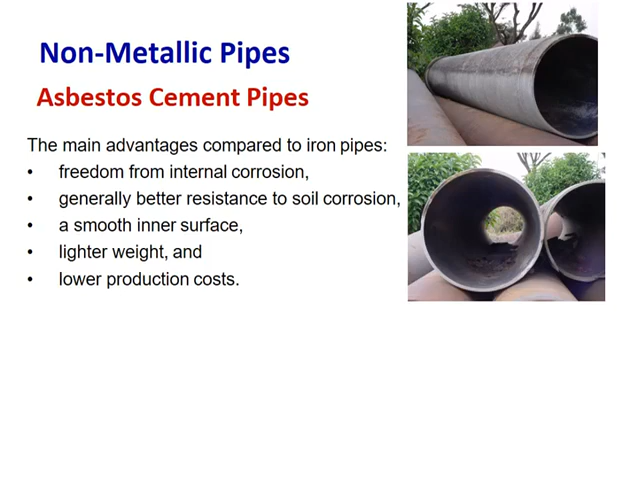 Non-Metallic Pipes
Asbestos Cement Pipes
The main advantages compared to iron pipes:
• freedom from internal corrosion,
• generally better resistance to soil corrosion,
• a smooth inner surface,
• lighter weight, and
• lower production costs.